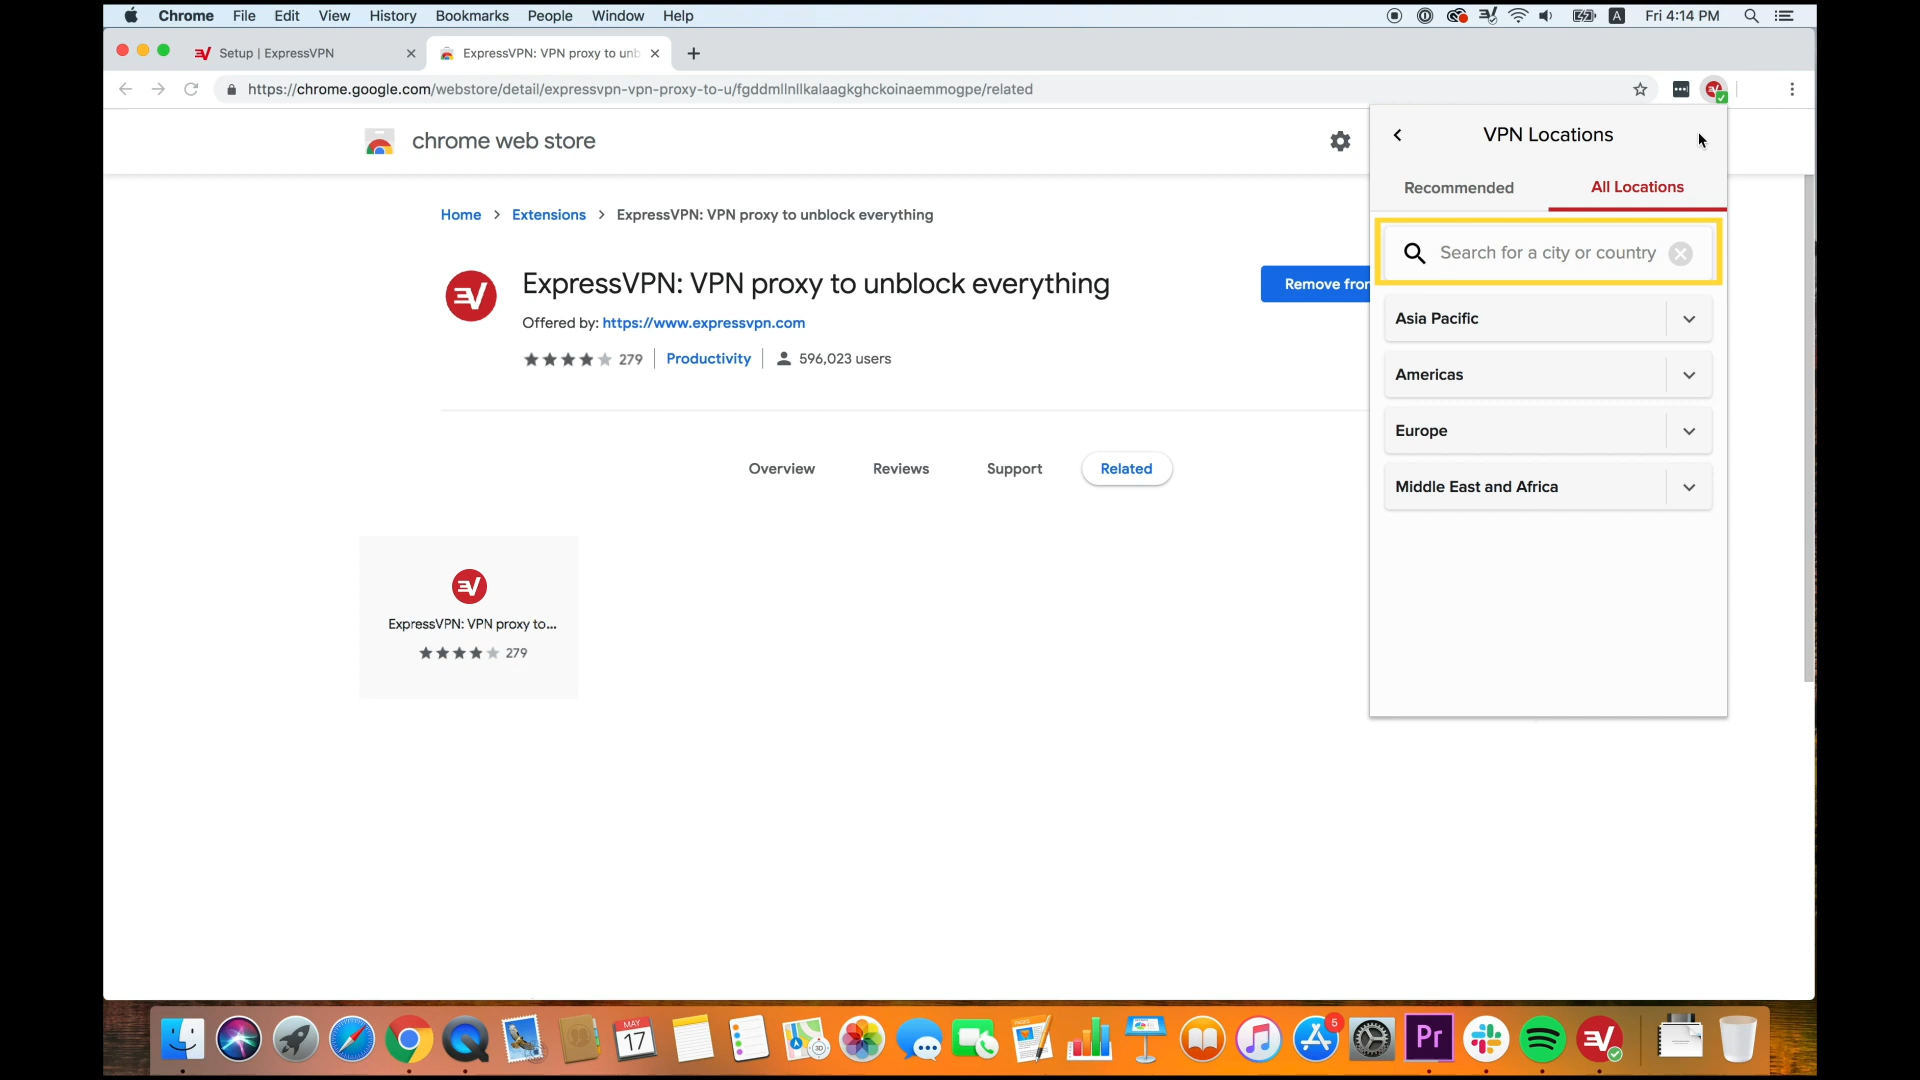 Chrome File Edit View History Bookmarks People Window Help
A Fri 4:14 PM
Setup | ExpressVPN
ExpressVPN: VPN proxy to unb
https://chrome.google.com/webstore/detail/expressvpn-vpn-proxy-to-u/fgddmllnllkalaagkghckoinaemmogpe/related
chrome web store
Home > Extensions > ExpressVPN: VPN proxy to unblock everything
ExpressVPN: VPN proxy to unblock everything
Remove from
Offered by: https://www.expressvpn.com
279 Productivity 596,023 users
Overview Reviews Support Related
ExpressVPN: VPN proxy to...
279
VPN Locations
Recommended All Locations
Search for a city or country
Asia Pacific
Americas
Europe
Middle East and Africa
MAY
17
3D
5
Pr